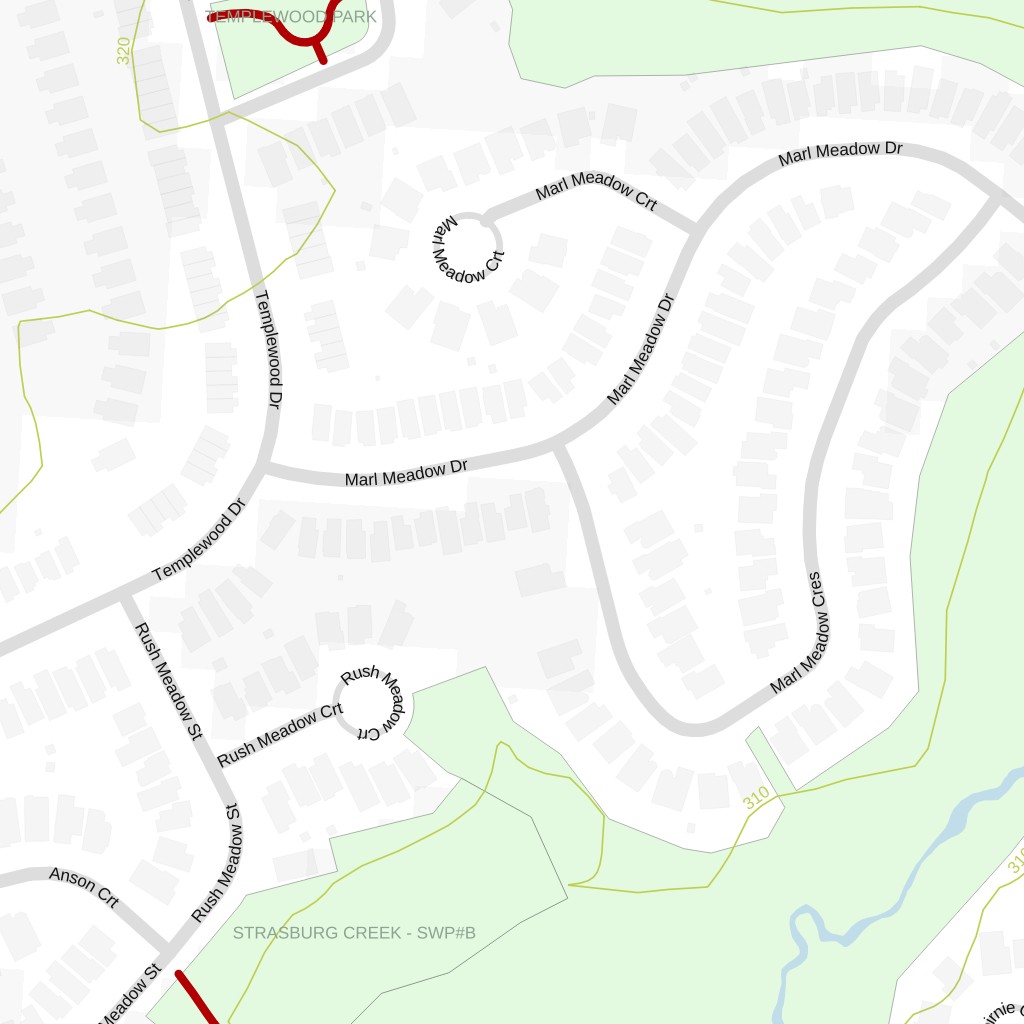 TEMPLEWOOD PARK
320
Marl Meadow Dr
Marl Meadow Crt
Marl Meadow Crt
Templewood Dr
Marl Meadow Dr
Marl Meadow Dr
Templewood Dr
Marl Meadow Cres
Rush Meadow St
Rush Meadow Crt
Rush Meadow Crt
310
Rush Meadow St
Anson Crt
STRASBURG CREEK - SWP#B
Meadow St